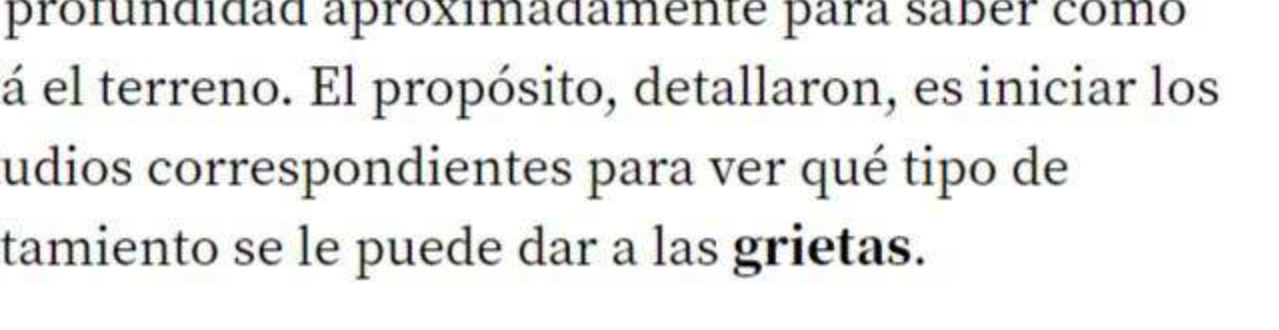 profundidad aproximadamente para saber cómo
á el terreno. El propósito, detallaron, es iniciar los
udios correspondientes para ver qué tipo de
tamiento se le puede dar a las grietas.